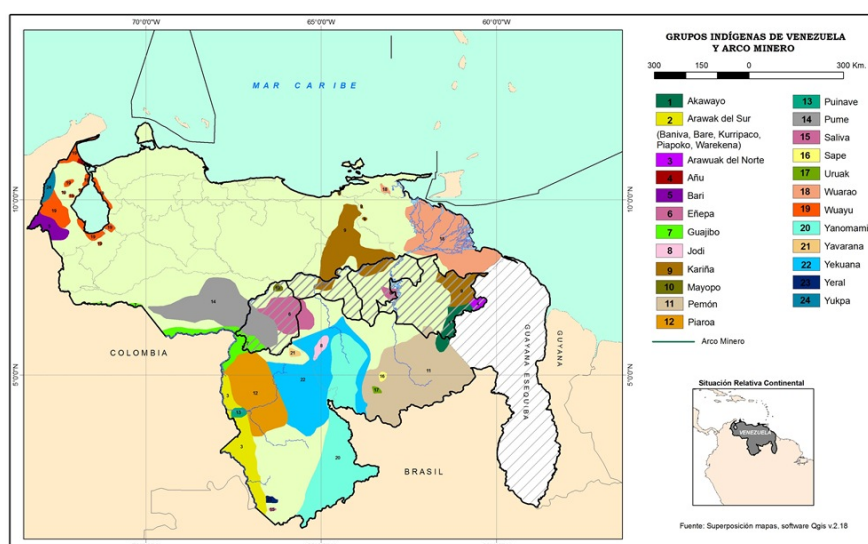 70°0'0"W
65°0'0"W
60°0'0"W
MAR CARIBE
10°0'0"N
10°0'0"N
5°0'0"N
5°0'0"N
COLOMBIA
BRASIL
GUAYANA ESEQUIBA
GUYANA
GRUPOS INDÍGENAS DE VENEZUELA
Y ARCO MINERO
300 150 0 300 Km.
1 Akawayo
2 Arawak del Sur
(Baniva, Bare, Kurripaco,
Piapoko, Warekena)
3 Arawuak del Norte
4 Añu
5 Bari
6 Eñepa
7 Guajibo
8 Jodi
9 Kariña
10 Mayopo
11 Pemón
12 Piaroa
13 Puinave
14 Pume
15 Saliva
16 Sape
17 Uruak
18 Wuarao
19 Wuayu
20 Yanomami
21 Yavarana
22 Yekuana
23 Yeral
24 Yukpa
Arco Minero
Situación Relativa Continental
VENEZUELA
Fuente: Superposición mapas, software Qgis v.2.18